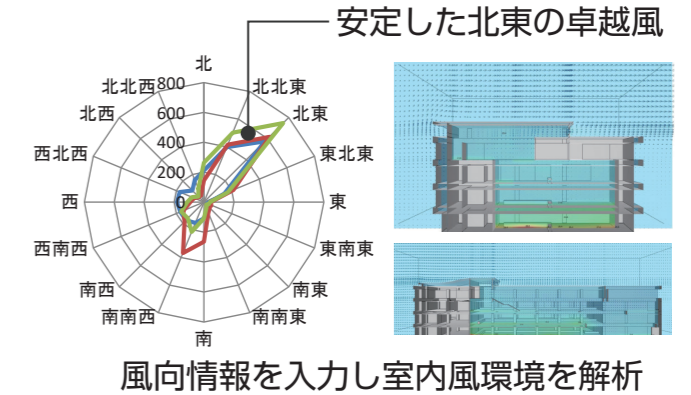 安定した北東の卓越風
北
北北西
800
北北東
北西
600
北東
西北西
400
東北東
200
西
0
東
西南西
東南東
南西
南東
南南西
南南東
南
風向情報を入力し室内風環境を解析